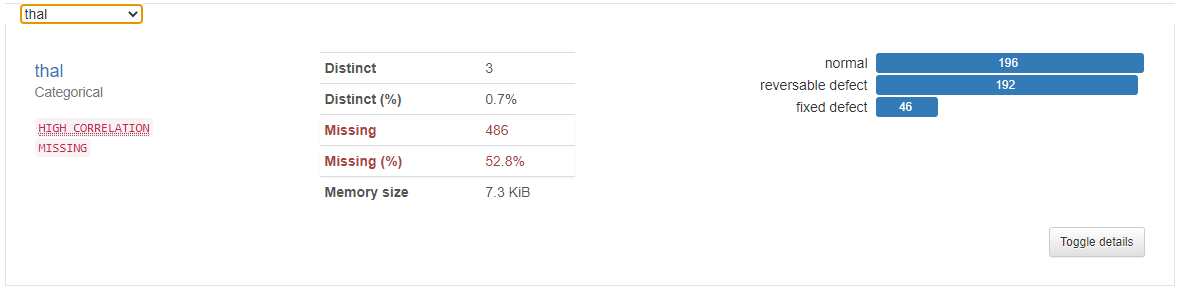 thal
thal
Categorical
HIGH CORRELATION
MISSING
Distinct 3
Distinct (%) 0.7%
Missing 486
Missing (%) 52.8%
Memory size 7.3 KiB
normal 196
reversable defect 192
fixed defect 46
Toggle details